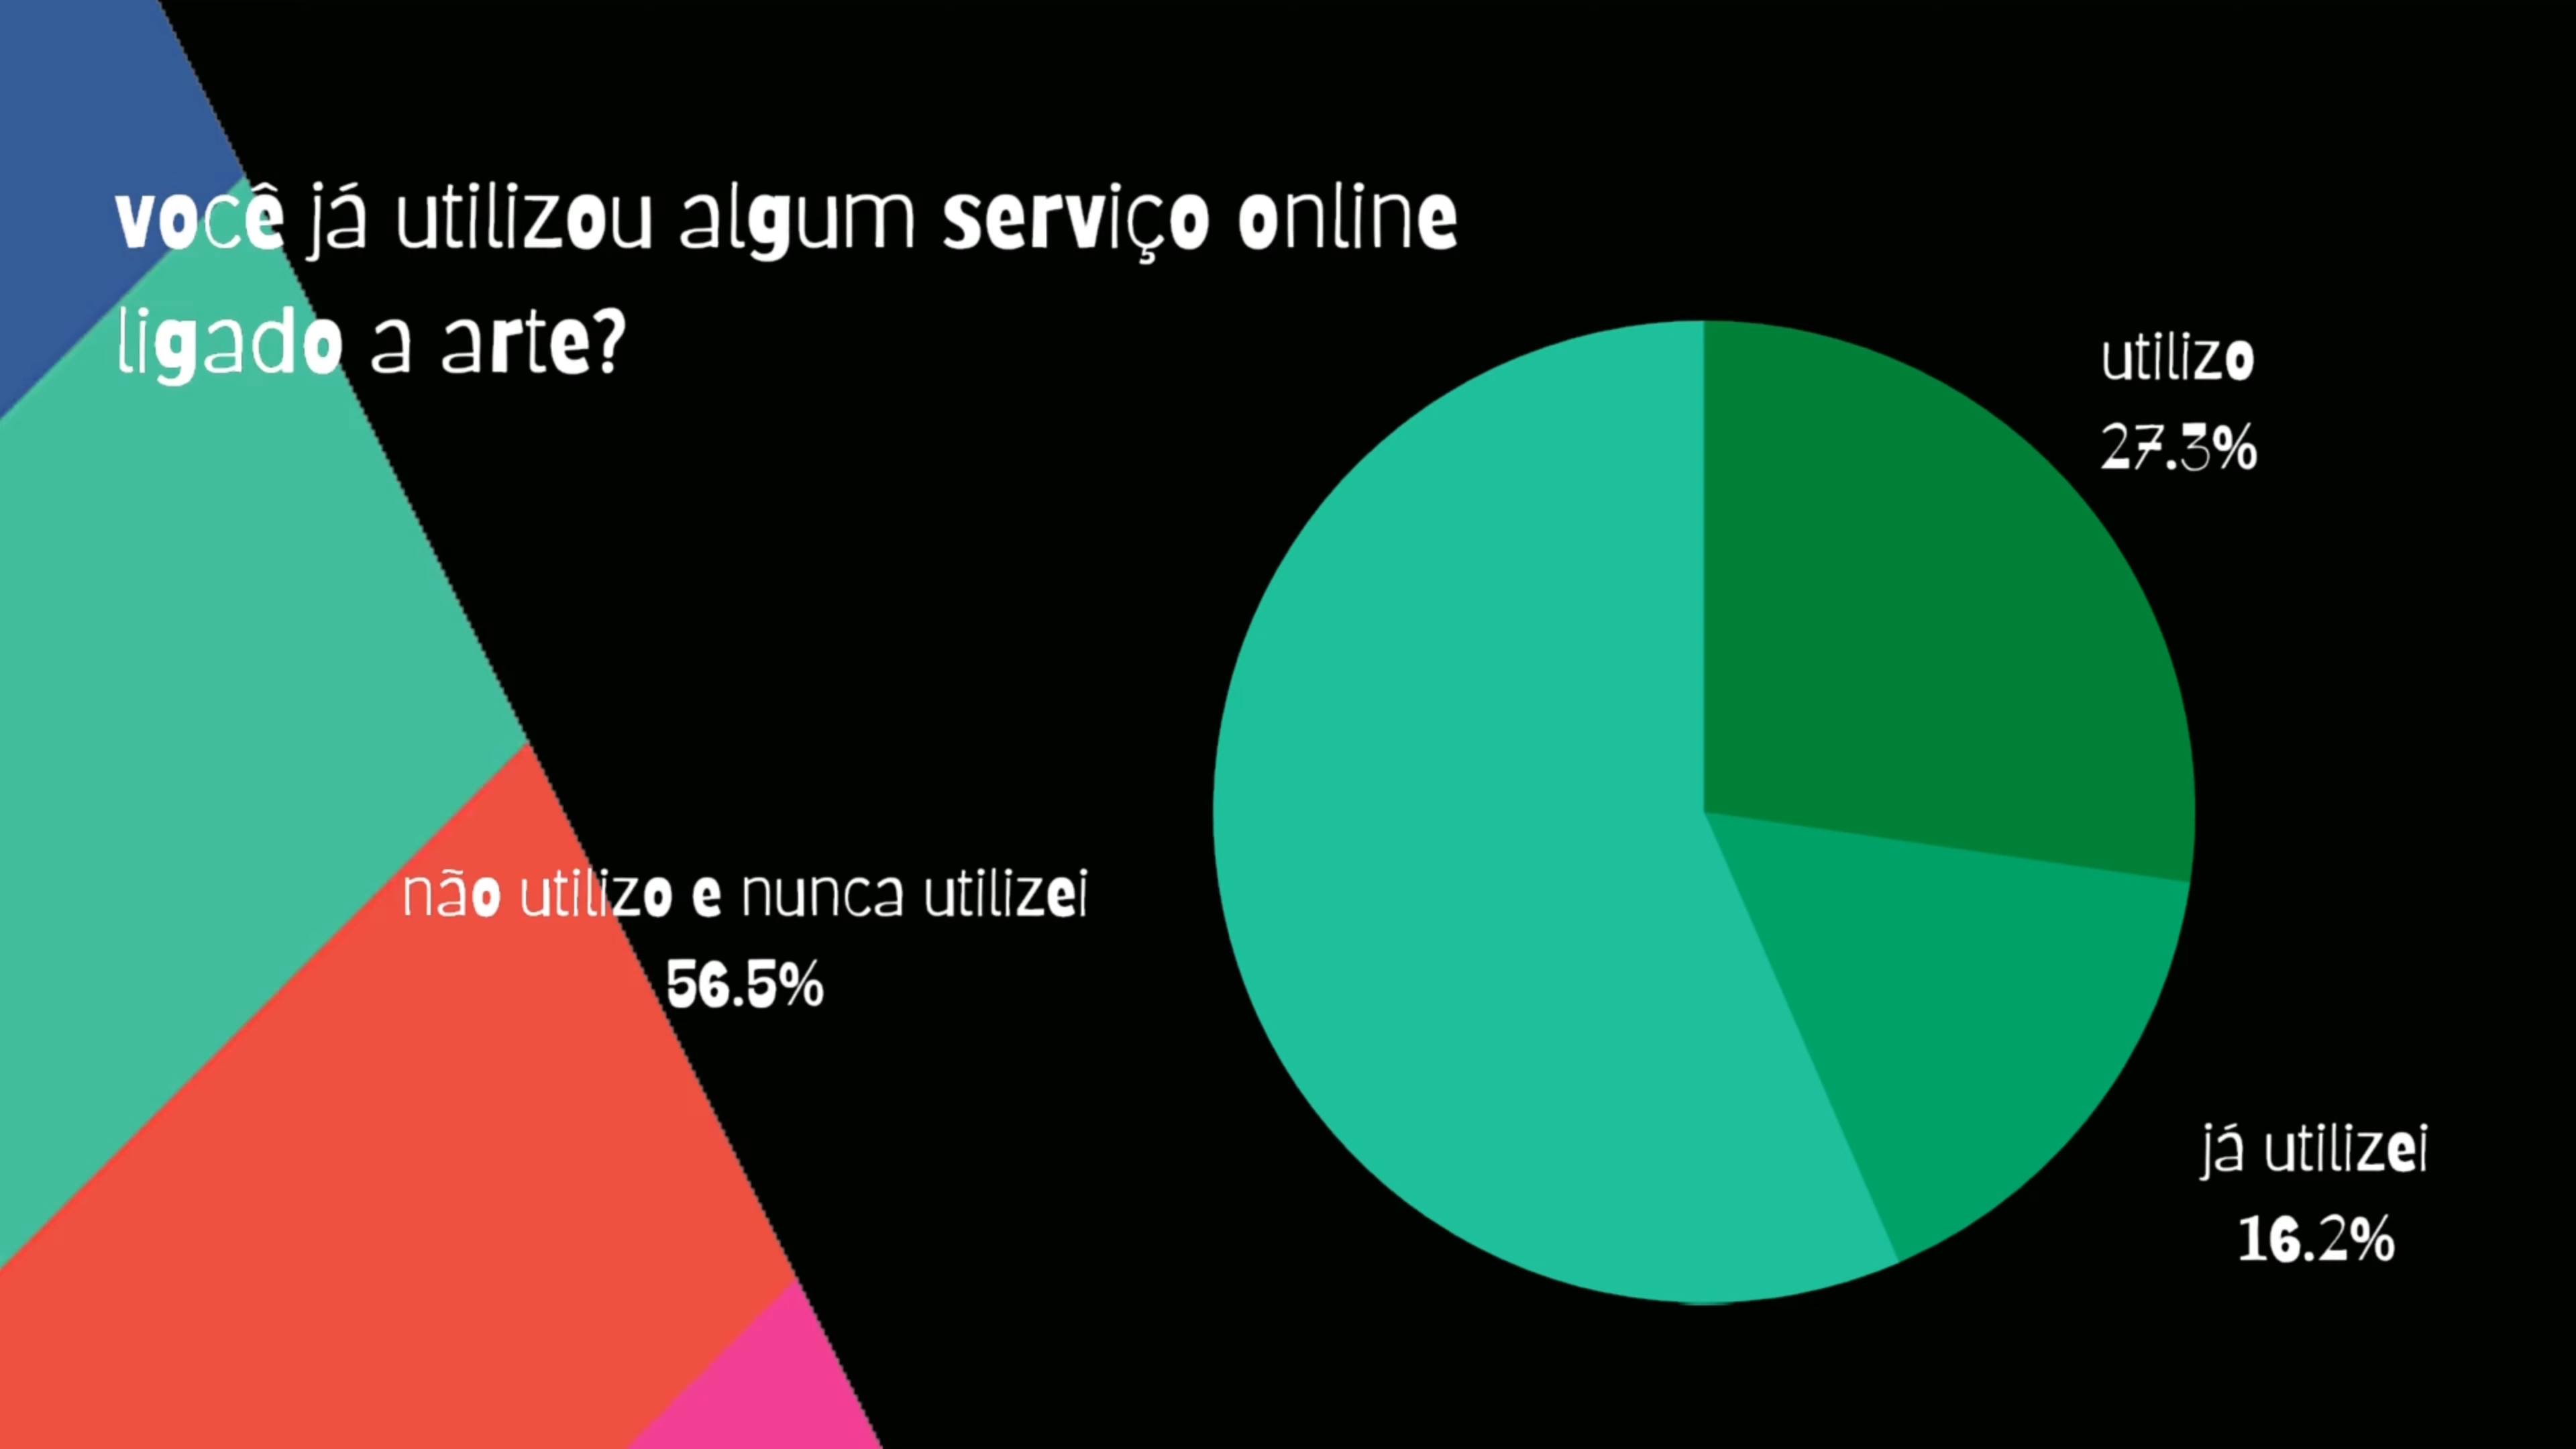 você já utilizou algum serviço online
ligado a arte?
utilizo
27.3%
não utilizo e nunca utilizei
56.5%
já utilizei
16.2%